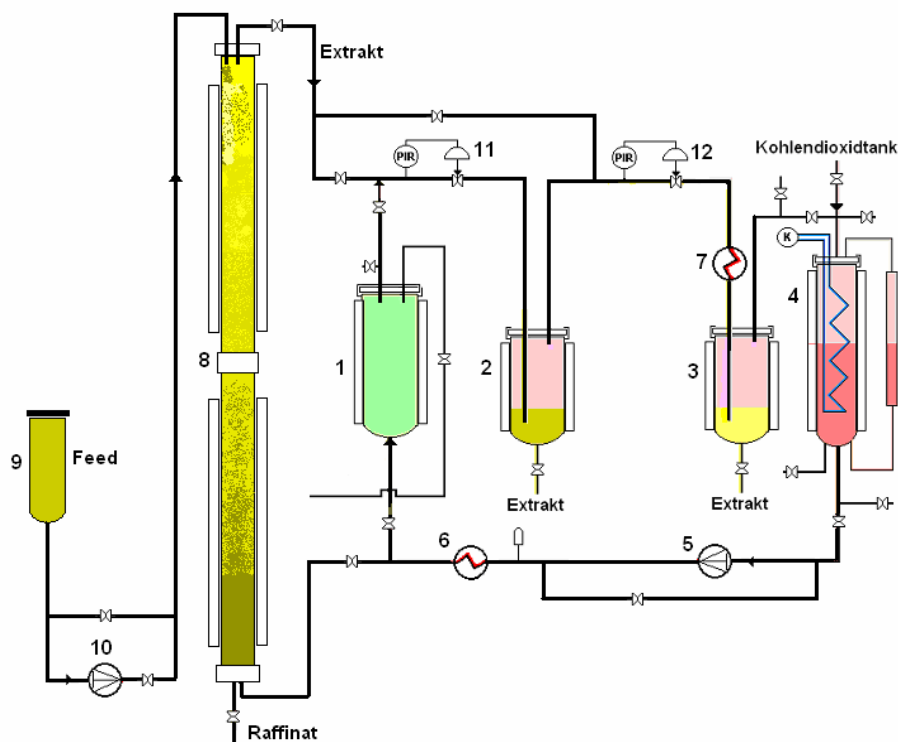 Extrakt
11
12
PIR
PIR
Kohlendioxidtank
K
7
4
8
1
2
3
9
Feed
Extrakt
Extrakt
6
5
10
Raffinat